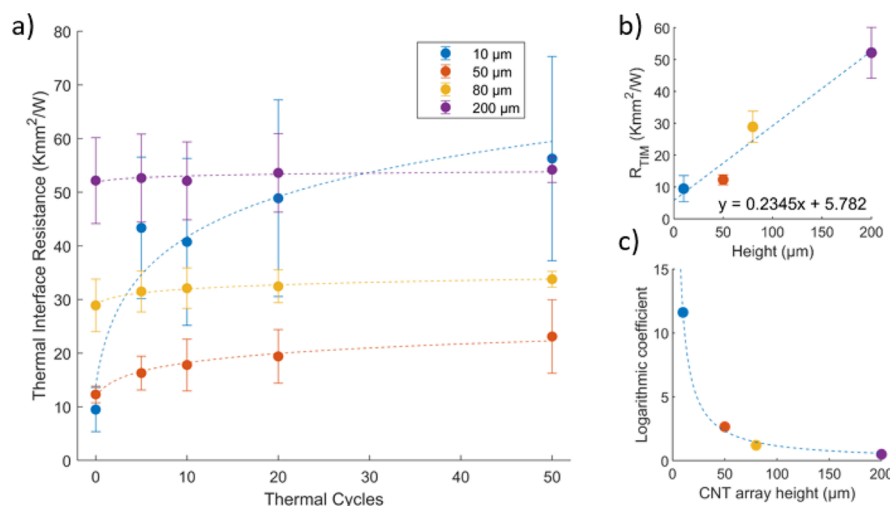 a)
Thermal Interface Resistance (Kmm²/W)
80
70
60
50
40
30
20
10
0
0
10
20
30
40
50
Thermal Cycles
10 µm
50 µm
80 µm
200 µm
b)
R_TIM (Kmm²/W)
60
50
40
30
20
10
0
0
50
100
150
200
y = 0.2345x + 5.782
Height (µm)
c)
Logarithmic coefficient
15
10
5
0
0
50
100
150
200
CNT array height (µm)